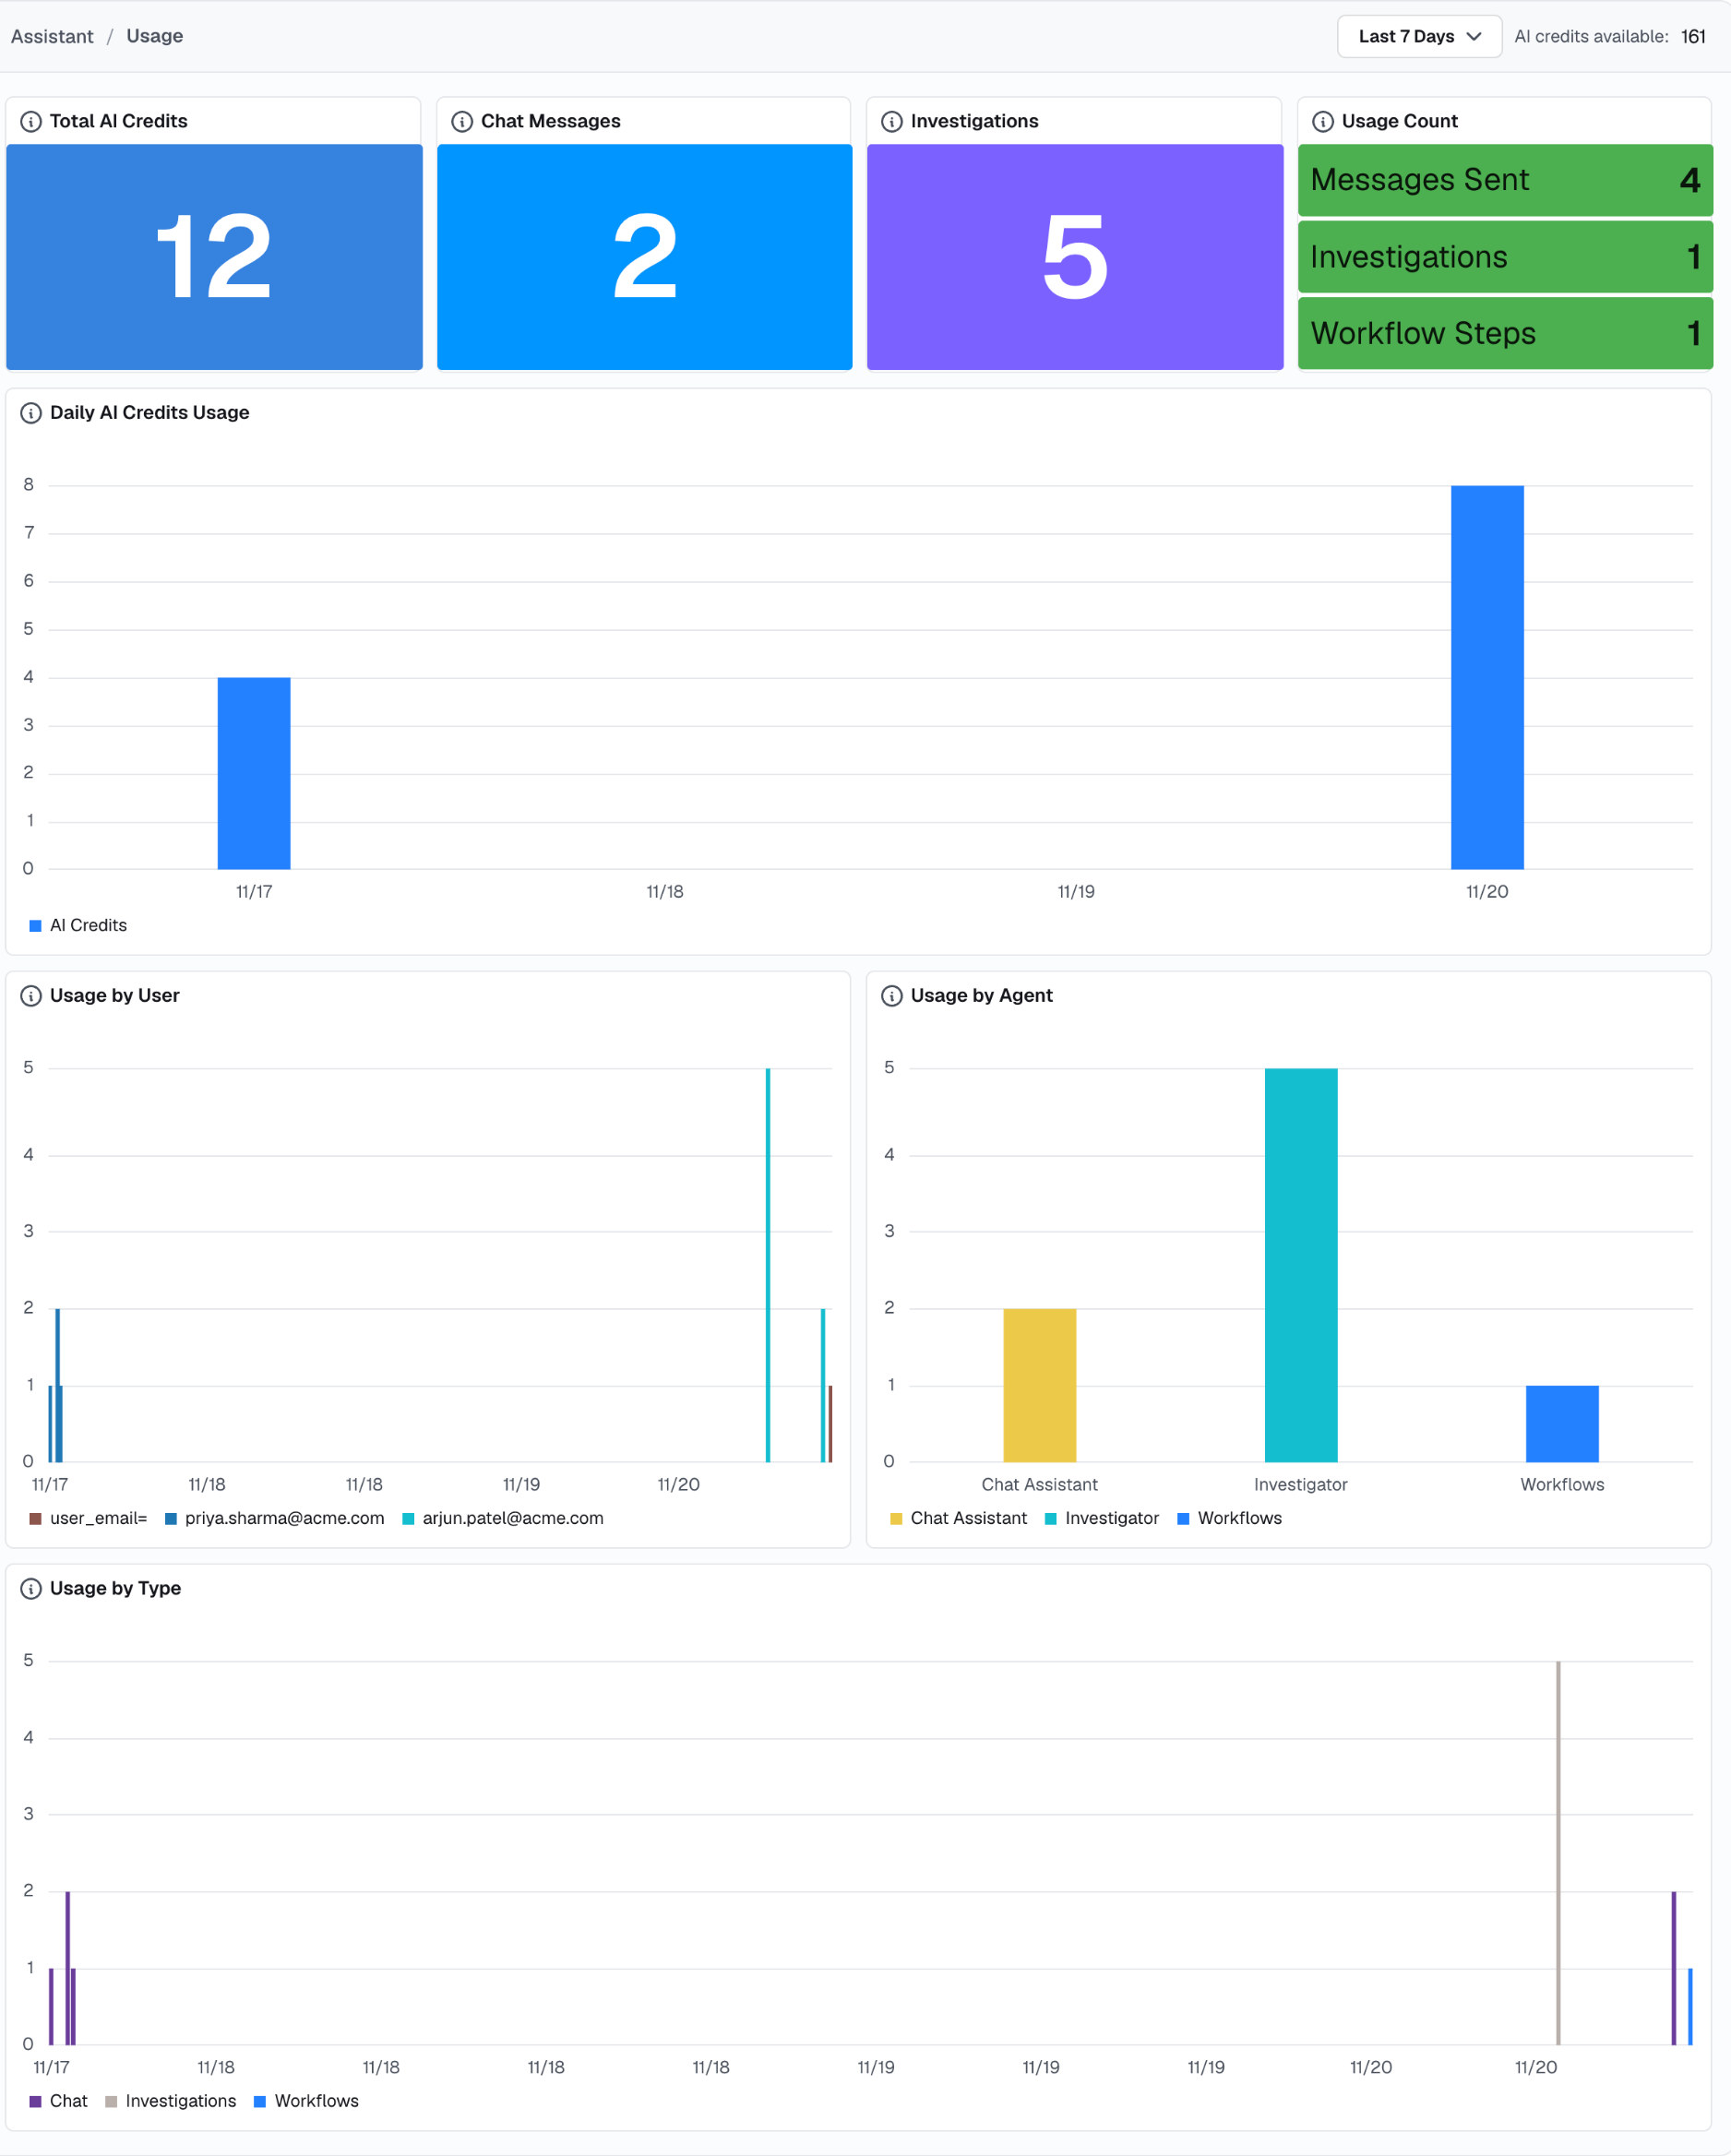 Assistant / Usage
Last 7 Days
AI credits available: 161
Total AI Credits
12
Chat Messages
2
Investigations
5
Usage Count
Messages Sent 4
Investigations 1
Workflow Steps 1
Daily AI Credits Usage
8
7
6
5
4
3
2
1
0
11/17 11/18 11/19 11/20
AI Credits
Usage by User
5
4
3
2
1
0
11/17 11/18 11/18 11/19 11/20
user_email= priya.sharma@acme.com arjun.patel@acme.com
Usage by Agent
5
4
3
2
1
0
Chat Assistant Investigator Workflows
Chat Assistant Investigator Workflows
Usage by Type
5
4
3
2
1
0
11/17 11/18 11/18 11/18 11/18 11/19 11/19 11/19 11/20 11/20
Chat Investigations Workflows